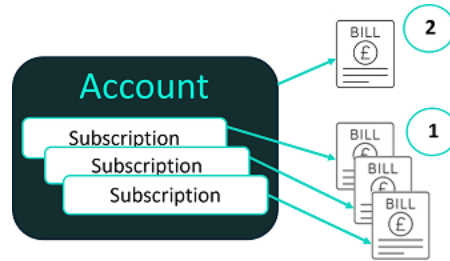 BILL
£
2
Account
Subscription
Subscription
Subscription
BILL
£
1
BILL
£
BILL
£